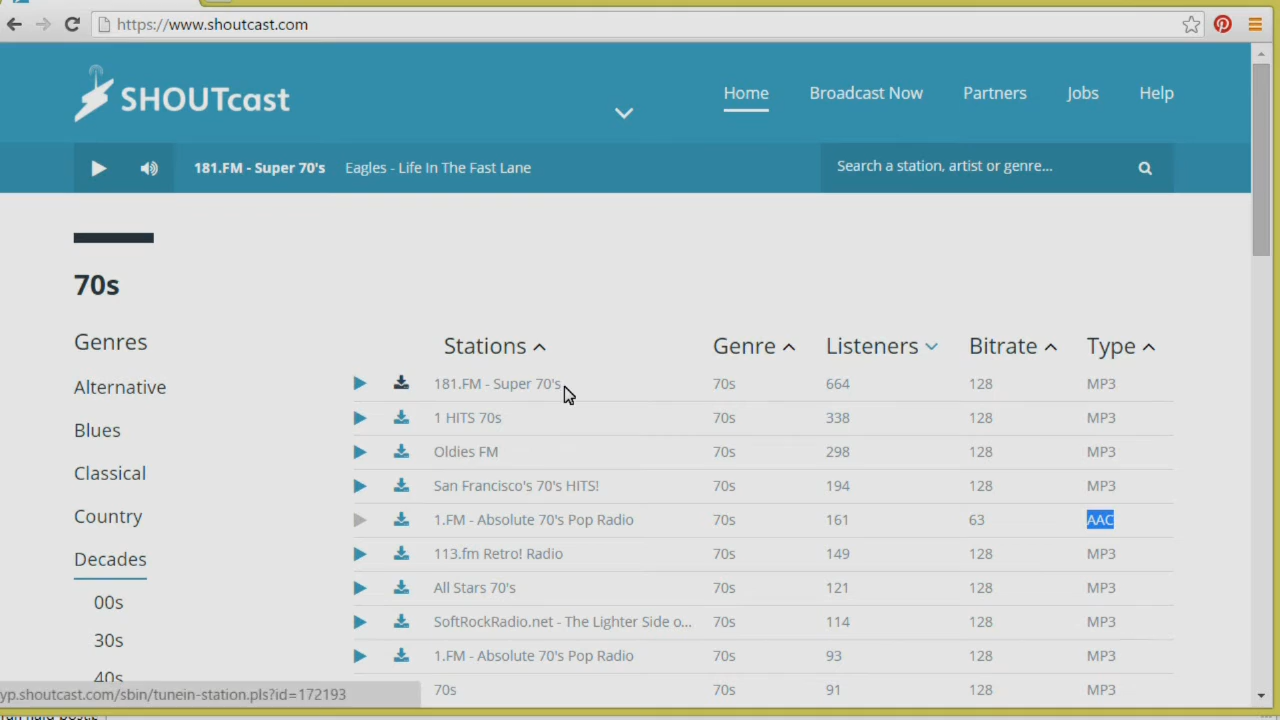 https://www.shoutcast.com
SHOUTcast
Home Broadcast Now Partners Jobs Help
181.FM - Super 70's Eagles - Life In The Fast Lane Search a station, artist or genre...
70s
Genres
Alternative
Blues
Classical
Country
Decades
00s
30s
40s
Stations Genre Listeners Bitrate Type
181.FM - Super 70's 70s 664 128 MP3
1 HITS 70s 70s 338 128 MP3
Oldies FM 70s 298 128 MP3
San Francisco's 70's HITS! 70s 194 128 MP3
1.FM - Absolute 70's Pop Radio 70s 161 63 AAC
113.fm Retro! Radio 70s 149 128 MP3
All Stars 70's 70s 121 128 MP3
SoftRockRadio.net - The Lighter Side o... 70s 114 128 MP3
1.FM - Absolute 70's Pop Radio 70s 93 128 MP3
70s 70s 91 128 MP3
yp.shoutcast.com/sbin/tunein-station.pls?id=172193